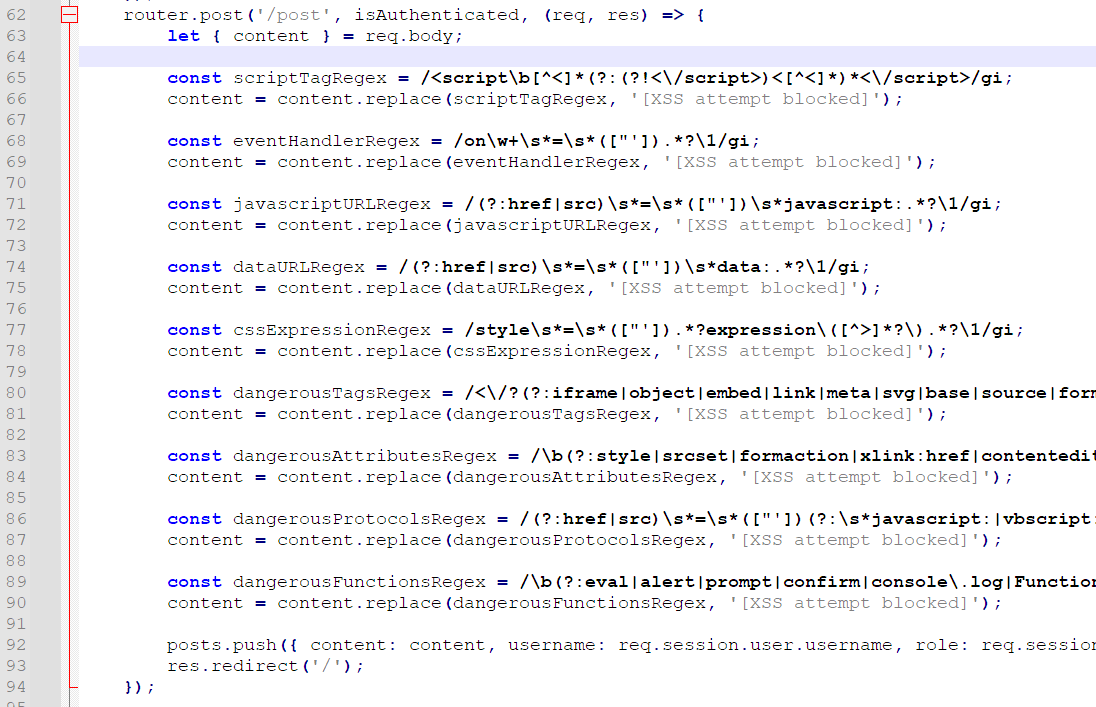 62 router.post('/post', isAuthenticated, (req, res) => {
63 let { content } = req.body;
64
65 const scriptTagRegex = /<script\b[^<]*(?:(?!<\/script>)<[^<]*)*<\/script>/gi;
66 content = content.replace(scriptTagRegex, '[XSS attempt blocked]');
67
68 const eventHandlerRegex = /on\w+\s*=\s*(["']).*?\1/gi;
69 content = content.replace(eventHandlerRegex, '[XSS attempt blocked]');
70
71 const javascriptURLRegex = /(?:href|src)\s*=\s*(["'])\s*javascript:.*?\1/gi;
72 content = content.replace(javascriptURLRegex, '[XSS attempt blocked]');
73
74 const dataURLRegex = /(?:href|src)\s*=\s*(["'])\s*data:.*?\1/gi;
75 content = content.replace(dataURLRegex, '[XSS attempt blocked]');
76
77 const cssExpressionRegex = /style\s*=\s*(["']).*?expression\([^>]*?\).*?\1/gi;
78 content = content.replace(cssExpressionRegex, '[XSS attempt blocked]');
79
80 const dangerousTagsRegex = /<\/?(?:iframe|object|embed|link|meta|svg|base|source|form
81 content = content.replace(dangerousTagsRegex, '[XSS attempt blocked]');
82
83 const dangerousAttributesRegex = /\b(?:style|srcset|formaction|xlink:href|contentedit
84 content = content.replace(dangerousAttributesRegex, '[XSS attempt blocked]');
85
86 const dangerousProtocolsRegex = /(?:href|src)\s*=\s*(["'])(?:\s*javascript:|vbscript:
87 content = content.replace(dangerousProtocolsRegex, '[XSS attempt blocked]');
88
89 const dangerousFunctionsRegex = /\b(?:eval|alert|prompt|confirm|console\.log|Function
90 content = content.replace(dangerousFunctionsRegex, '[XSS attempt blocked]');
91
92 posts.push({ content: content, username: req.session.user.username, role: req.session
93 res.redirect('/');
94 });